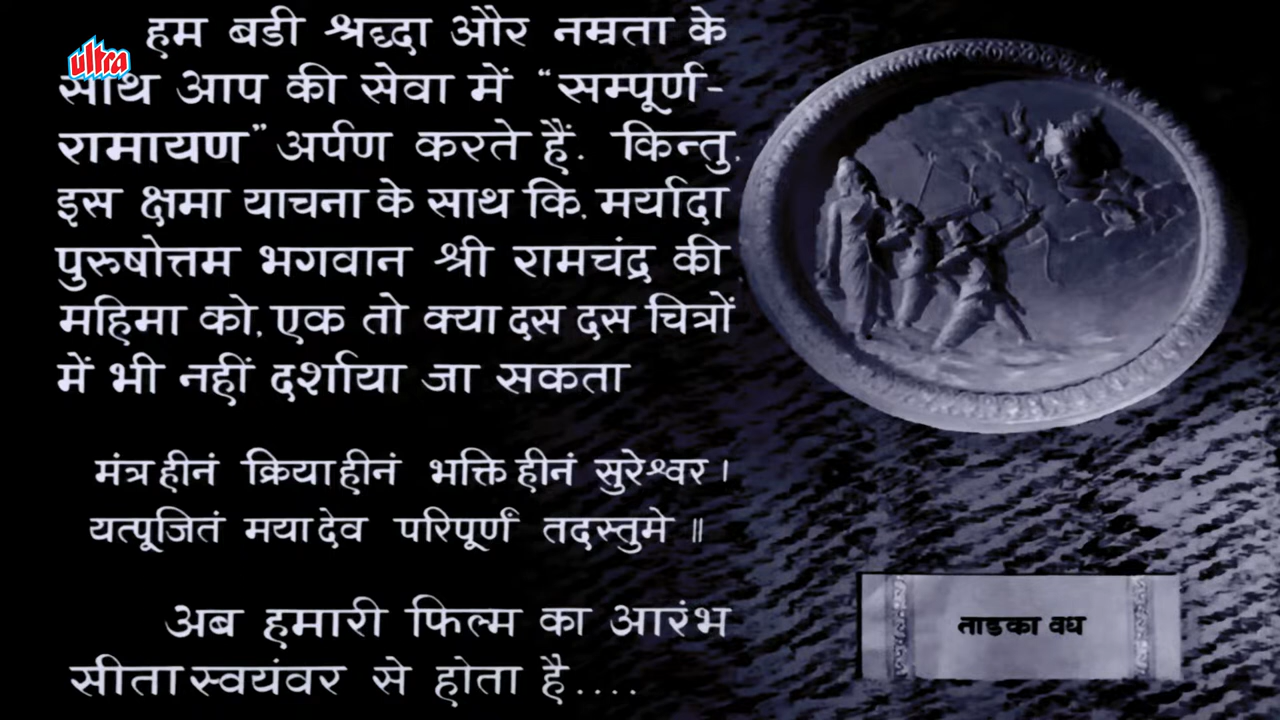 ultra
हम बडी श्रद्धा और नम्रता के
साथ आप की सेवा में “सम्पूर्ण-
रामायण” अर्पण करते हैं. किन्तु,
इस क्षमा याचना के साथ कि, मर्यादा
पुरुषोत्तम भगवान श्री रामचंद्र की
महिमा को, एक तो क्या दस दस चित्रों
में भी नहीं दर्शाया जा सकता
मंत्रहीनं क्रियाहीनं भक्तिहीनं सुरेश्वर ।
यत्पूजितं मयादेव परिपूर्णं तदस्तुमे ॥
अब हमारी फिल्म का आरंभ
सीता स्वयंवर से होता है....
ताडका वध